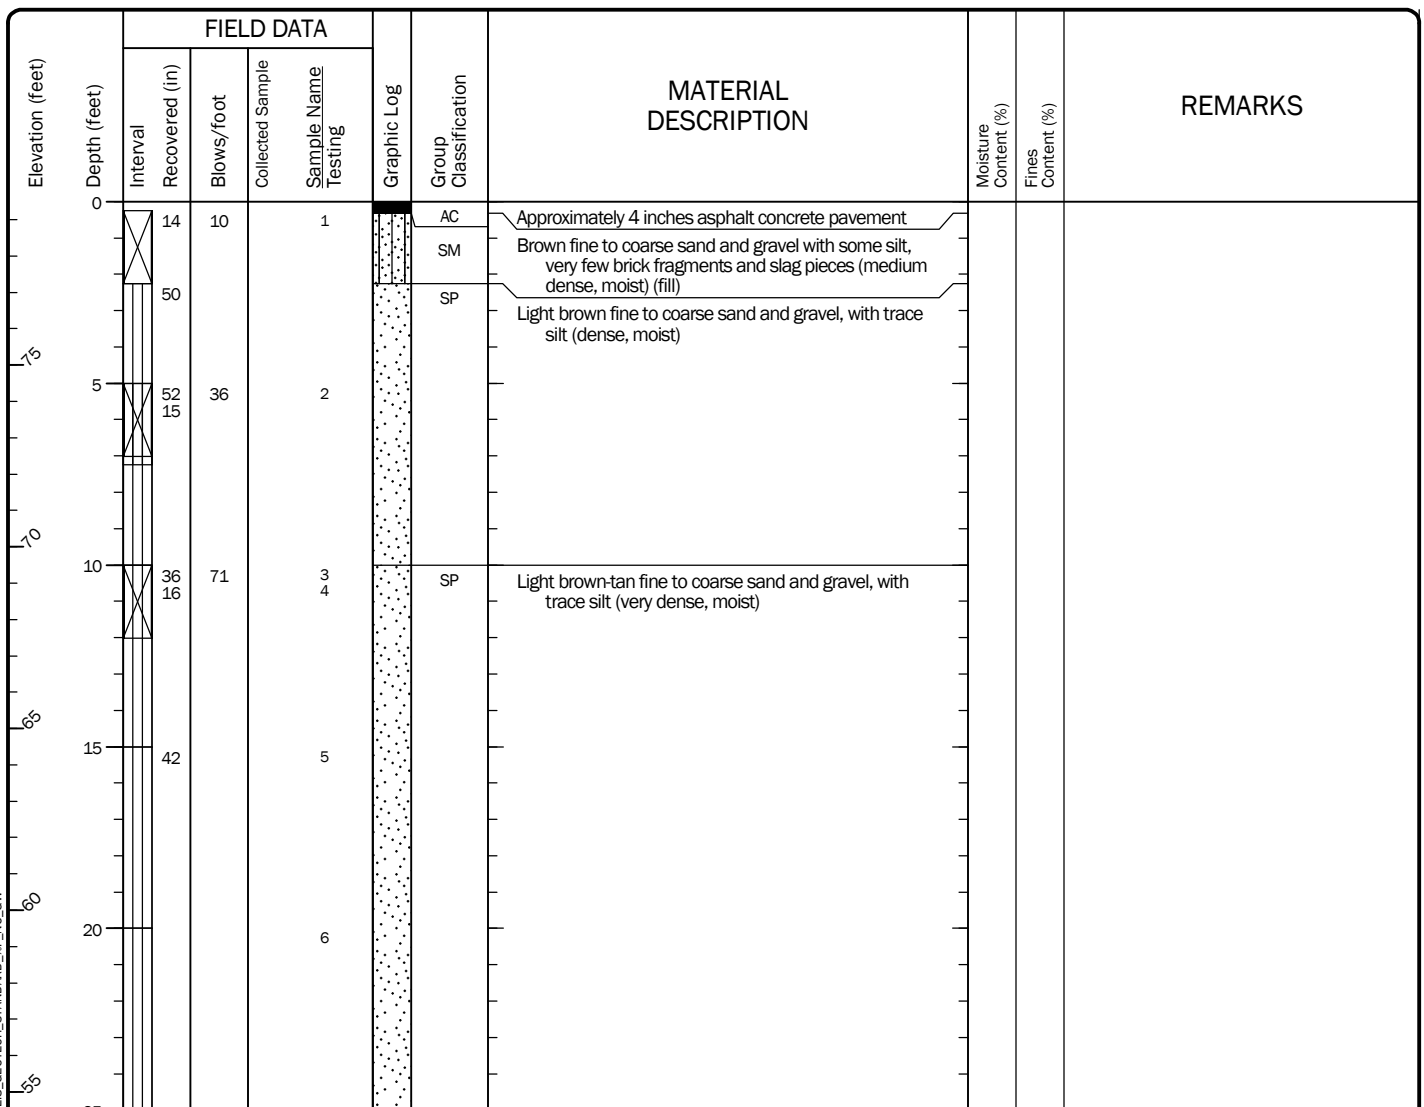 FIELD DATA
Elevation (feet)
Depth (feet)
Interval
Recovered (in)
Blows/foot
Collected Sample
Sample Name
Testing
Graphic Log
Group
Classification
MATERIAL
DESCRIPTION
Moisture
Content (%)
Fines
Content (%)
REMARKS
0
14 10 1 AC Approximately 4 inches asphalt concrete pavement
SM Brown fine to coarse sand and gravel with some silt,
very few brick fragments and slag pieces (medium
dense, moist) (fill)
50 SP
Light brown fine to coarse sand and gravel, with trace
silt (dense, moist)
75
5
52 36 2
15
70
10
36 71 3 SP Light brown-tan fine to coarse sand and gravel, with
16 4 trace silt (very dense, moist)
65
15
42 5
60
20
6
55